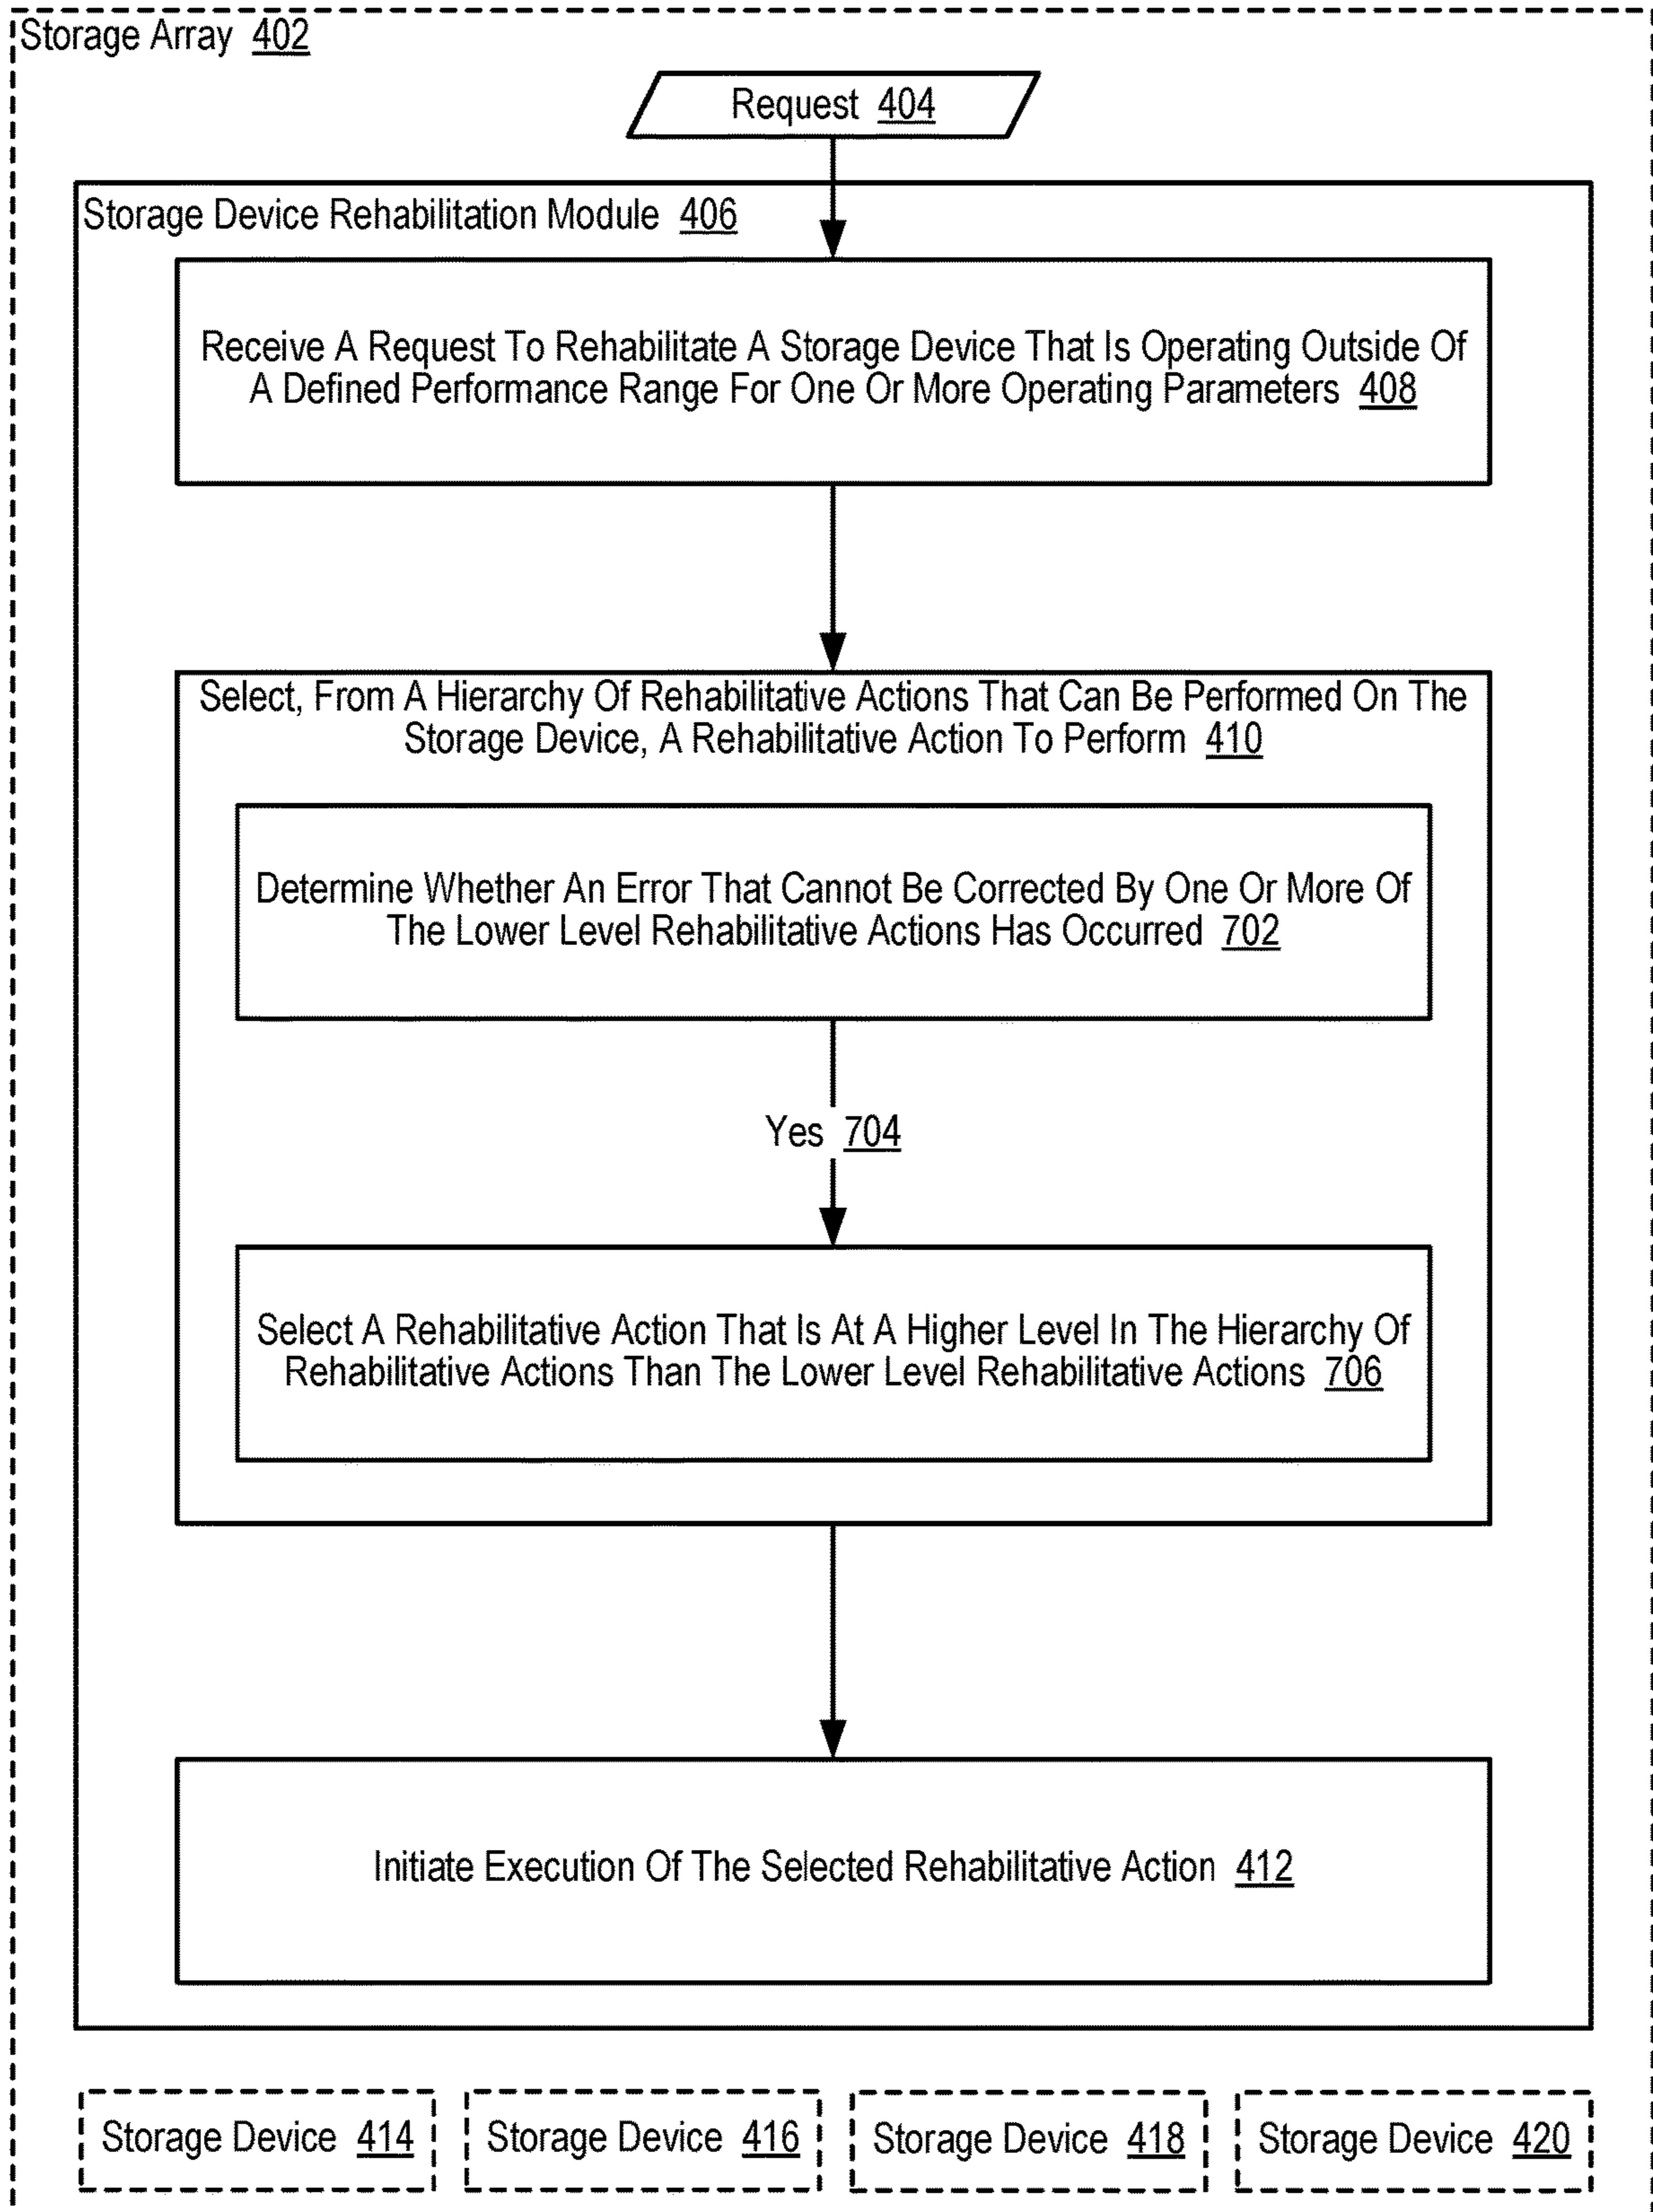 Storage Array 402
Request 404
Storage Device Rehabilitation Module 406
Receive A Request To Rehabilitate A Storage Device That Is Operating Outside Of
A Defined Performance Range For One Or More Operating Parameters 408
Select, From A Hierarchy Of Rehabilitative Actions That Can Be Performed On The
Storage Device, A Rehabilitative Action To Perform 410
Determine Whether An Error That Cannot Be Corrected By One Or More Of
The Lower Level Rehabilitative Actions Has Occurred 702
Yes 704
Select A Rehabilitative Action That Is At A Higher Level In The Hierarchy Of
Rehabilitative Actions Than The Lower Level Rehabilitative Actions 706
Initiate Execution Of The Selected Rehabilitative Action 412
Storage Device 414
Storage Device 416
Storage Device 418
Storage Device 420